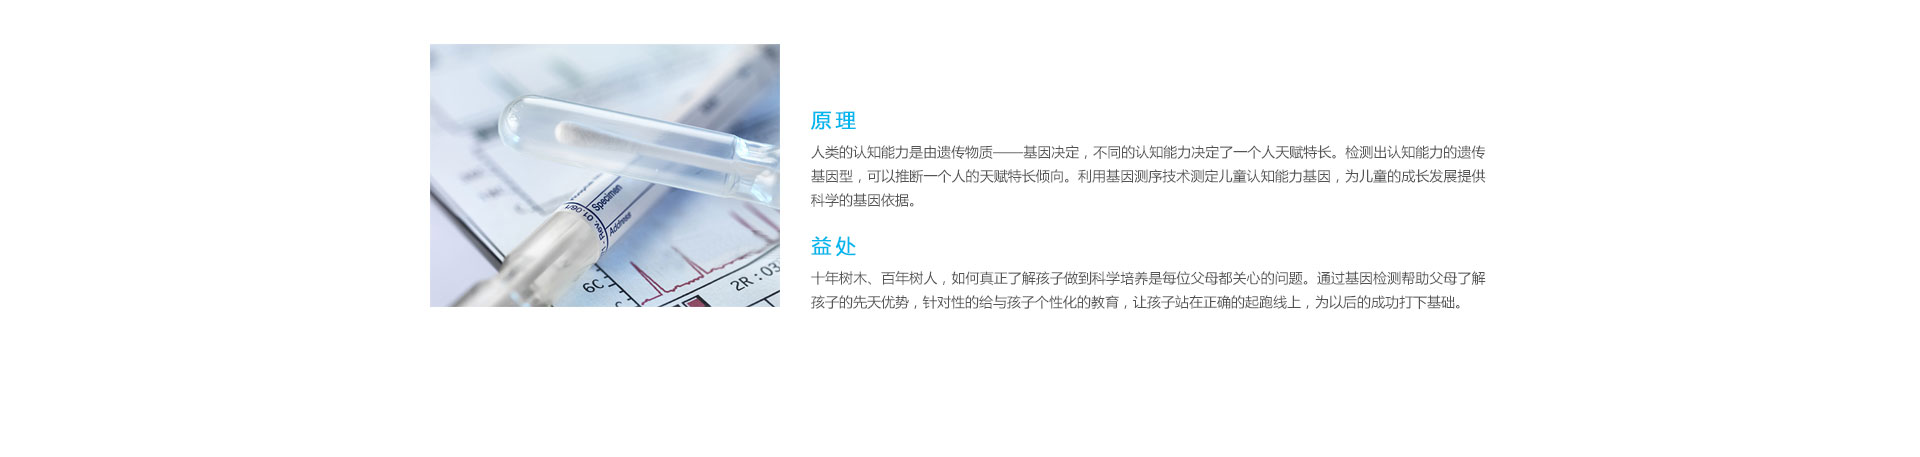 原理
人类的认知能力是由遗传物质——基因决定，不同的认知能力决定了一个人天赋特长。检测出认知能力的遗传
基因型，可以推断一个人的天赋特长倾向。利用基因测序技术测定儿童认知能力基因，为儿童的成长发展提供
科学的基因依据。
益处
十年树木、百年树人，如何真正了解孩子做到科学培养是每位父母都关心的问题。通过基因检测帮助父母了解
孩子的先天优势，针对性的给与孩子个性化的教育，让孩子站在正确的起跑线上，为以后的成功打下基础。
Specimen
Address
Rev. 01.06/1
6C
2R:03